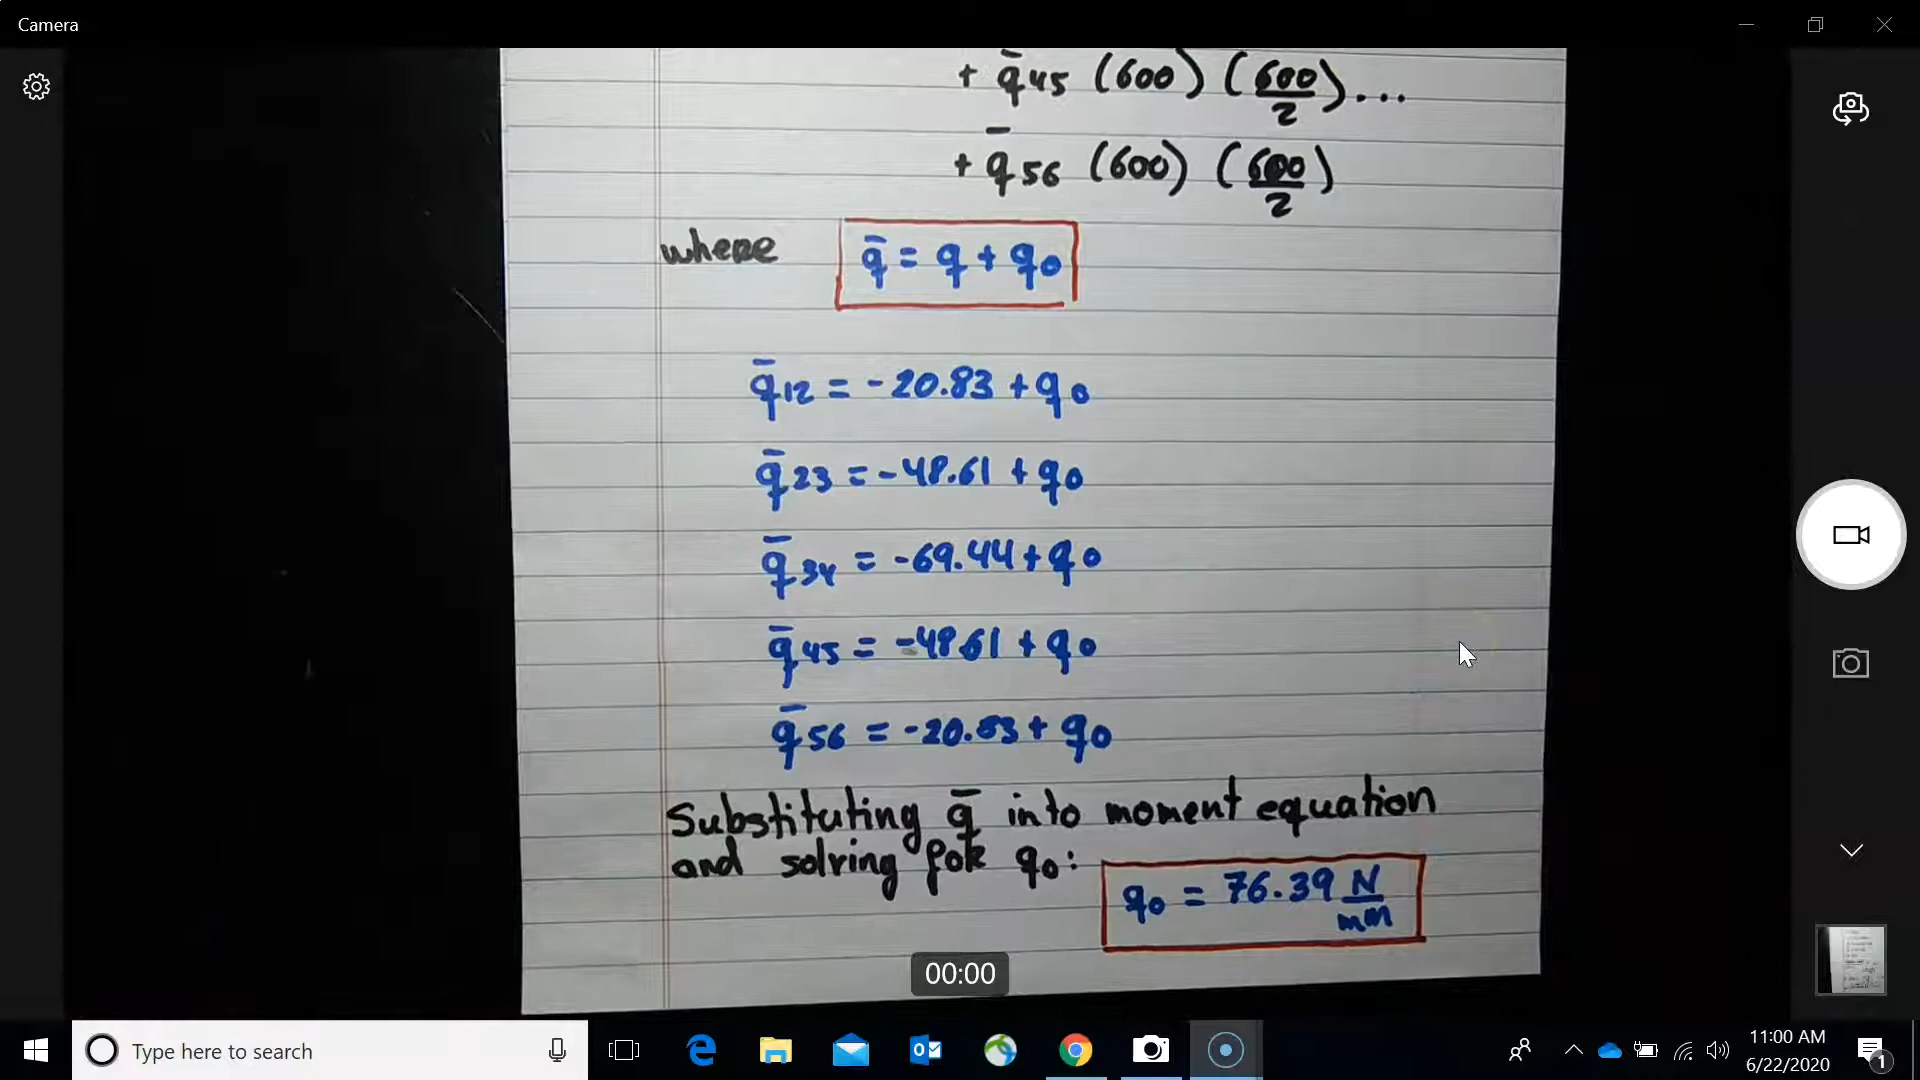 Camera
+ q̄45 (600) (600/2)...
+ q̄56 (600) (600/2)
where q̄ = q + q0
q̄12 = -20.83 + q0
q̄23 = -48.61 + q0
q̄34 = -69.44 + q0
q̄45 = -48.61 + q0
q̄56 = -20.83 + q0
Substituting q̄ into moment equation
and solving for q0: q0 = 76.39 N/mm
00:00
Type here to search
11:00 AM
6/22/2020
1